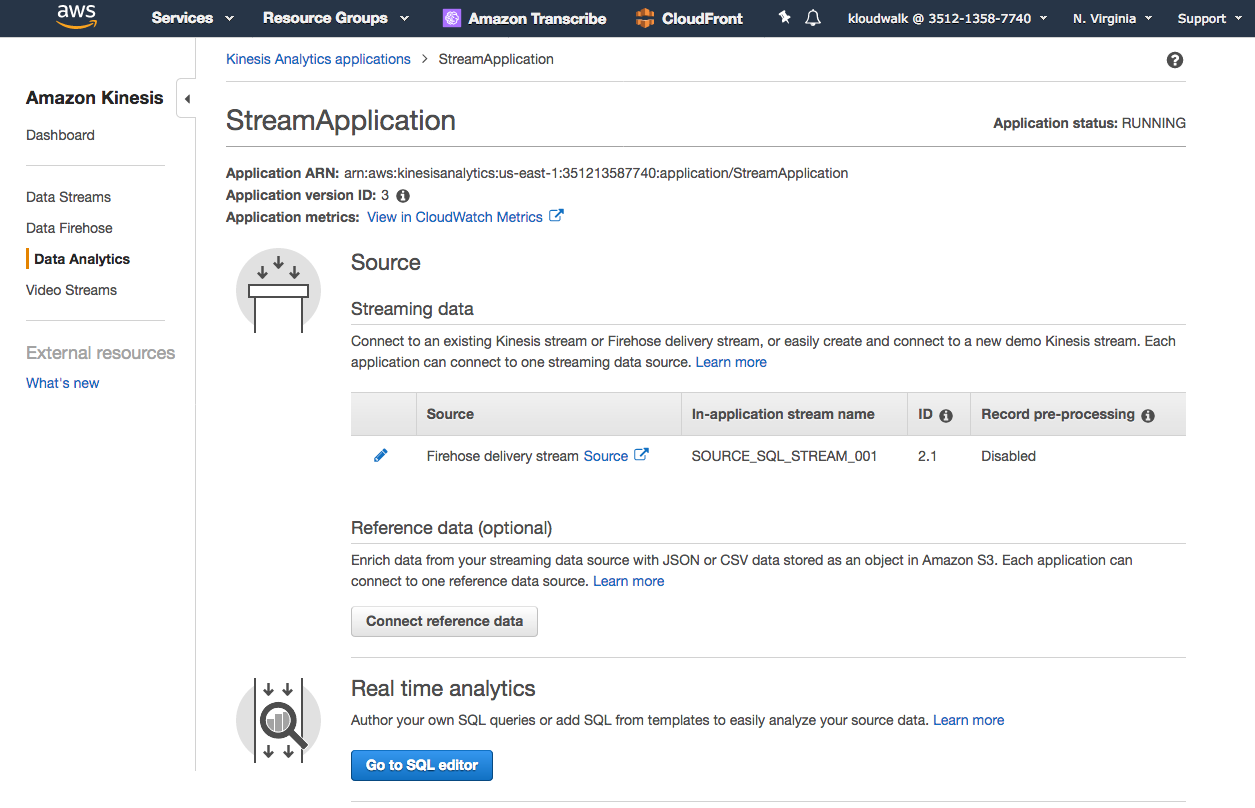 aws Services Resource Groups Amazon Transcribe CloudFront kloudwalk @ 3512-1358-7740 N. Virginia Support
Kinesis Analytics applications > StreamApplication
Amazon Kinesis
Dashboard
Data Streams
Data Firehose
Data Analytics
Video Streams
External resources
What's new
StreamApplication
Application status: RUNNING
Application ARN: arn:aws:kinesisanalytics:us-east-1:351213587740:application/StreamApplication
Application version ID: 3
Application metrics: View in CloudWatch Metrics
Source
Streaming data
Connect to an existing Kinesis stream or Firehose delivery stream, or easily create and connect to a new demo Kinesis stream. Each
application can connect to one streaming data source. Learn more
Source In-application stream name ID Record pre-processing
Firehose delivery stream Source SOURCE_SQL_STREAM_001 2.1 Disabled
Reference data (optional)
Enrich data from your streaming data source with JSON or CSV data stored as an object in Amazon S3. Each application can
connect to one reference data source. Learn more
Connect reference data
Real time analytics
Author your own SQL queries or add SQL from templates to easily analyze your source data. Learn more
Go to SQL editor